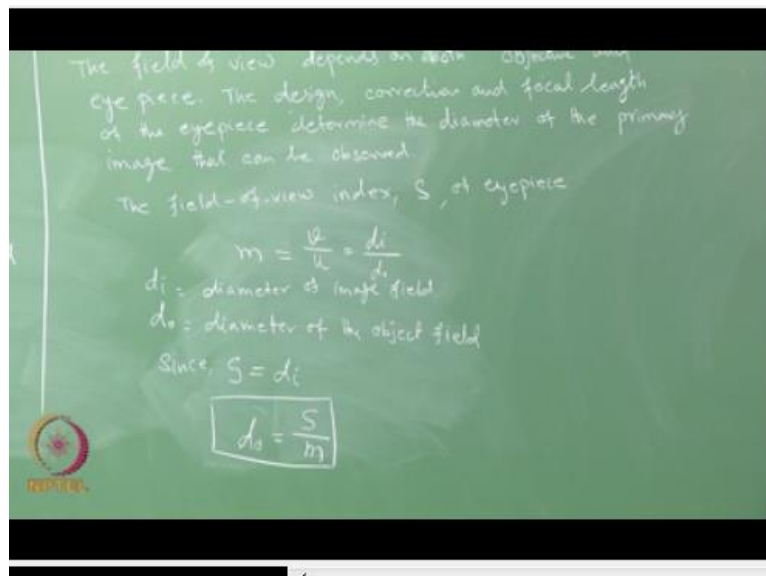 The field of view depends on both objective and
eye piece. The design, correction and focal length
of the eyepiece determine the diameter of the primary
image that can be observed.
The field-of-view index, S, of eyepiece
m = v/u = di/do
di = diameter of image field
do = diameter of the object field
Since, S = di
do = S/m
NPTEL